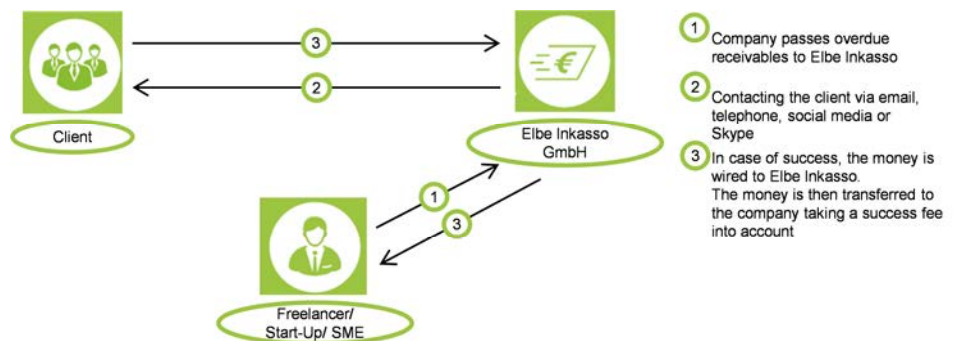 3
2
Client
Elbe Inkasso
GmbH
1
3
Freelancer/
Start-Up/ SME
1 Company passes overdue
receivables to Elbe Inkasso
2 Contacting the client via email,
telephone, social media or
Skype
3 In case of success, the money is
wired to Elbe Inkasso.
The money is then transferred to
the company taking a success fee
into account